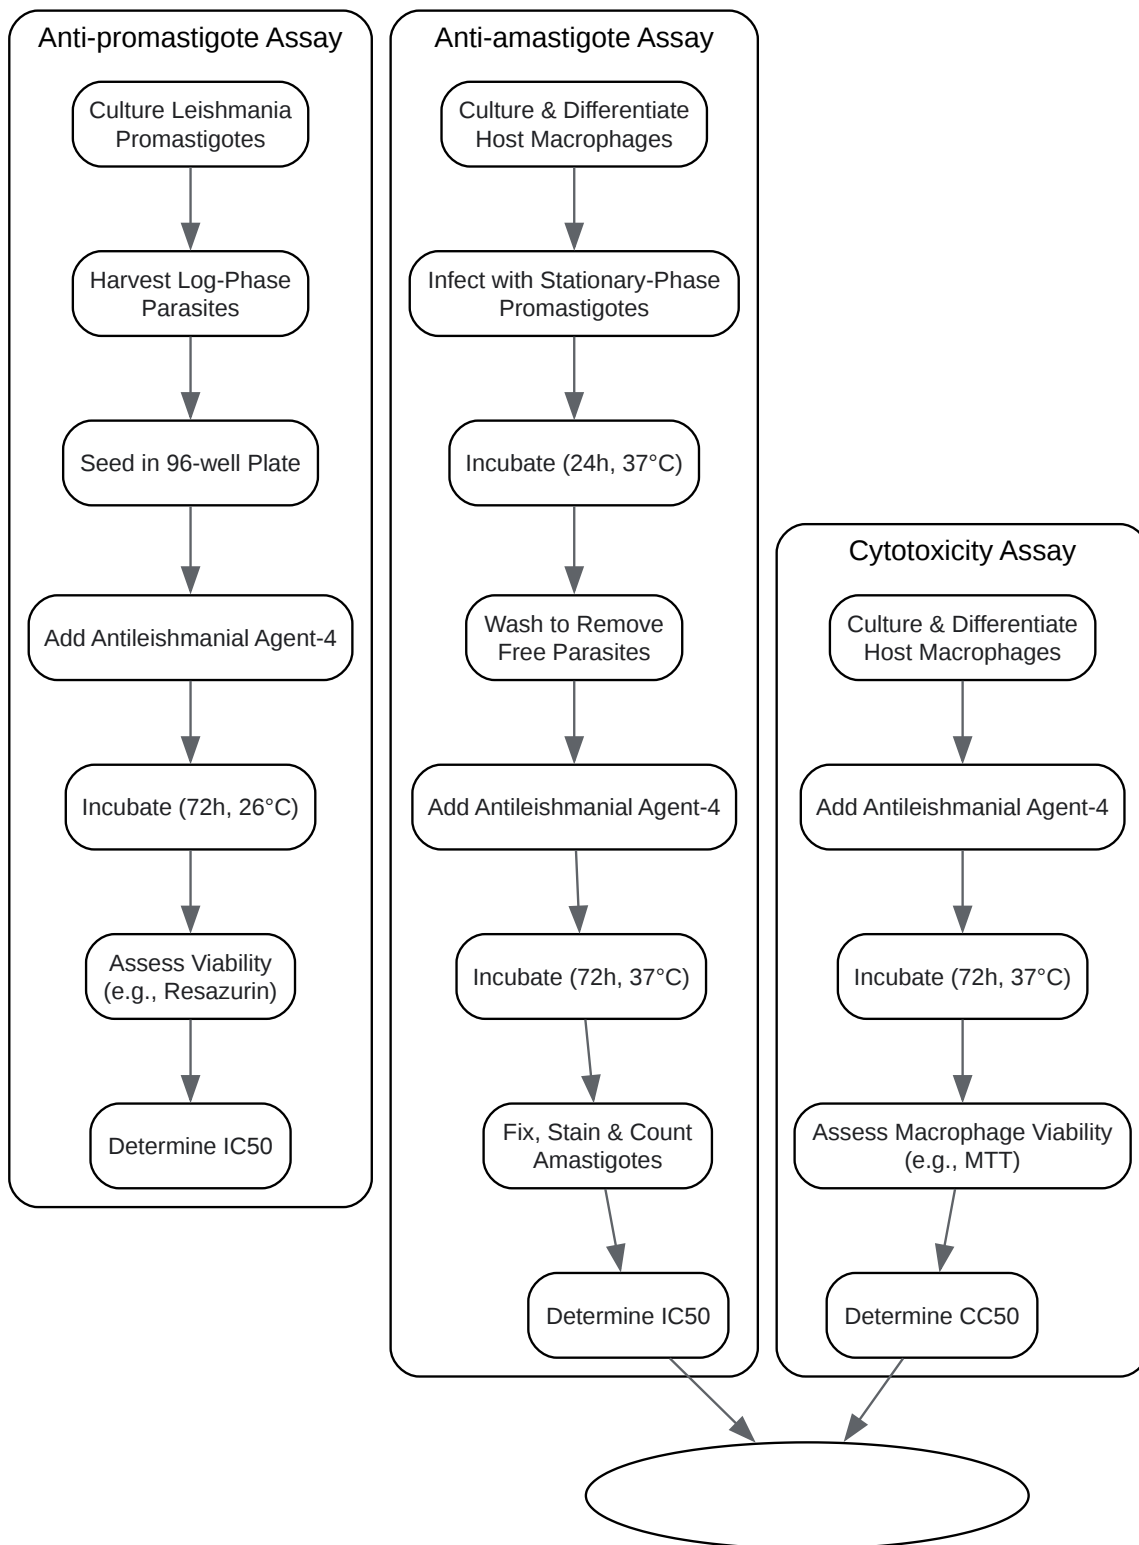 Anti-promastigote Assay
Culture Leishmania
Promastigotes
Harvest Log-Phase
Parasites
Seed in 96-well Plate
Add Antileishmanial Agent-4
Incubate (72h, 26°C)
Assess Viability
(e.g., Resazurin)
Determine IC50
Anti-amastigote Assay
Culture & Differentiate
Host Macrophages
Infect with Stationary-Phase
Promastigotes
Incubate (24h, 37°C)
Wash to Remove
Free Parasites
Add Antileishmanial Agent-4
Incubate (72h, 37°C)
Fix, Stain & Count
Amastigotes
Determine IC50
Cytotoxicity Assay
Culture & Differentiate
Host Macrophages
Add Antileishmanial Agent-4
Incubate (72h, 37°C)
Assess Macrophage Viability
(e.g., MTT)
Determine CC50